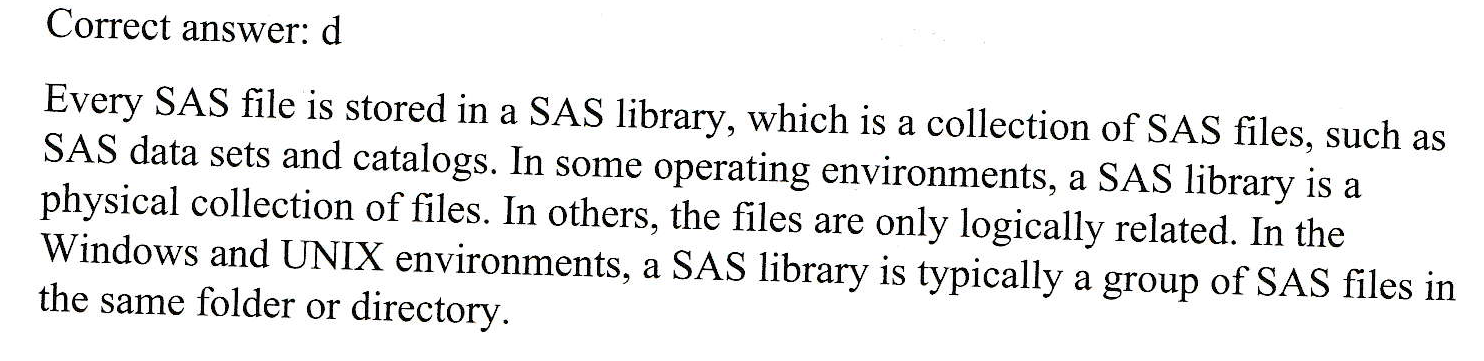 Correct answer: d
Every SAS file is stored in a SAS library, which is a collection of SAS files, such as
SAS data sets and catalogs. In some operating environments, a SAS library is a
physical collection of files. In others, the files are only logically related. In the
Windows and UNIX environments, a SAS library is typically a group of SAS files in
the same folder or directory.